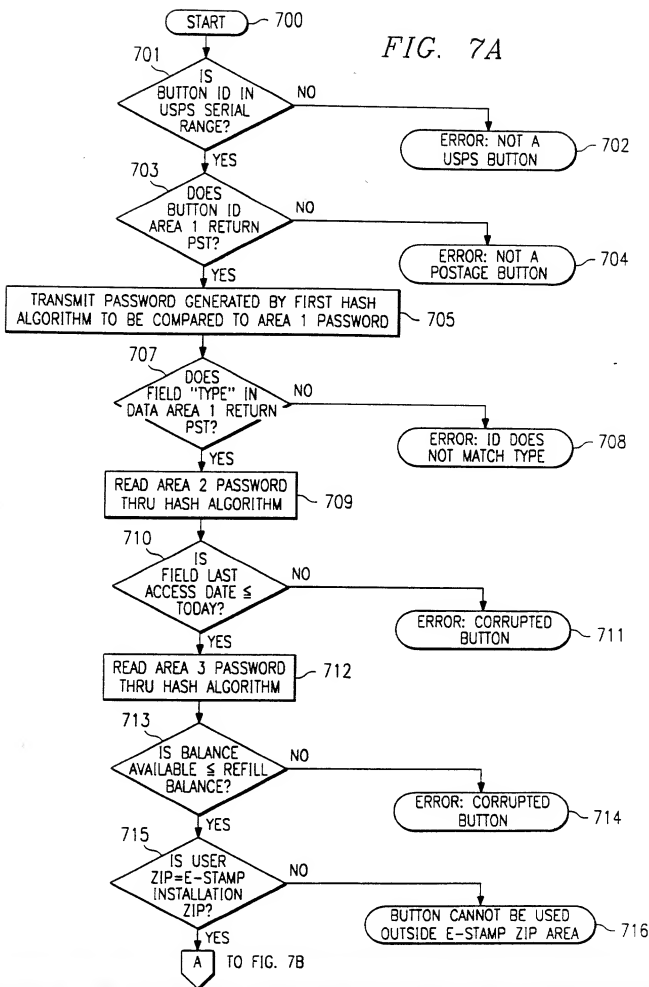 START
700
FIG. 7A
701
IS
BUTTON ID IN
USPS SERIAL
RANGE?
NO
ERROR: NOT A
USPS BUTTON
702
YES
703
DOES
BUTTON ID
AREA 1 RETURN
PST?
NO
ERROR: NOT A
POSTAGE BUTTON
704
YES
TRANSMIT PASSWORD GENERATED BY FIRST HASH
ALGORITHM TO BE COMPARED TO AREA 1 PASSWORD
705
707
DOES
FIELD "TYPE" IN
DATA AREA 1 RETURN
PST?
NO
ERROR: ID DOES
NOT MATCH TYPE
708
YES
READ AREA 2 PASSWORD
THRU HASH ALGORITHM
709
710
IS
FIELD LAST
ACCESS DATE ≤
TODAY?
NO
ERROR: CORRUPTED
BUTTON
711
YES
READ AREA 3 PASSWORD
THRU HASH ALGORITHM
712
713
IS BALANCE
AVAILABLE ≤ REFILL
BALANCE?
NO
ERROR: CORRUPTED
BUTTON
714
YES
715
IS USER
ZIP=E-STAMP
INSTALLATION
ZIP?
NO
BUTTON CANNOT BE USED
OUTSIDE E-STAMP ZIP AREA
716
YES
A
TO FIG. 7B